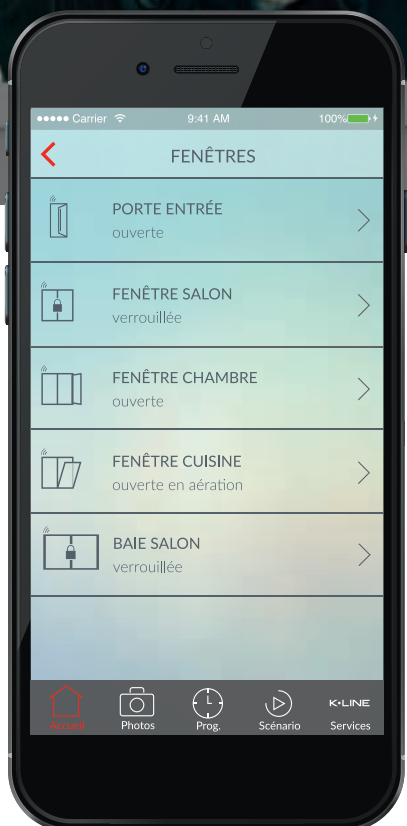 Carrier 9:41 AM 100%
FENÊTRES
PORTE ENTRÉE
ouverte
FENÊTRE SALON
verrouillée
FENÊTRE CHAMBRE
ouverte
FENÊTRE CUISINE
ouverte en aération
BAIE SALON
verrouillée
K•LINE
Accueil Photos Prog. Scénario Services